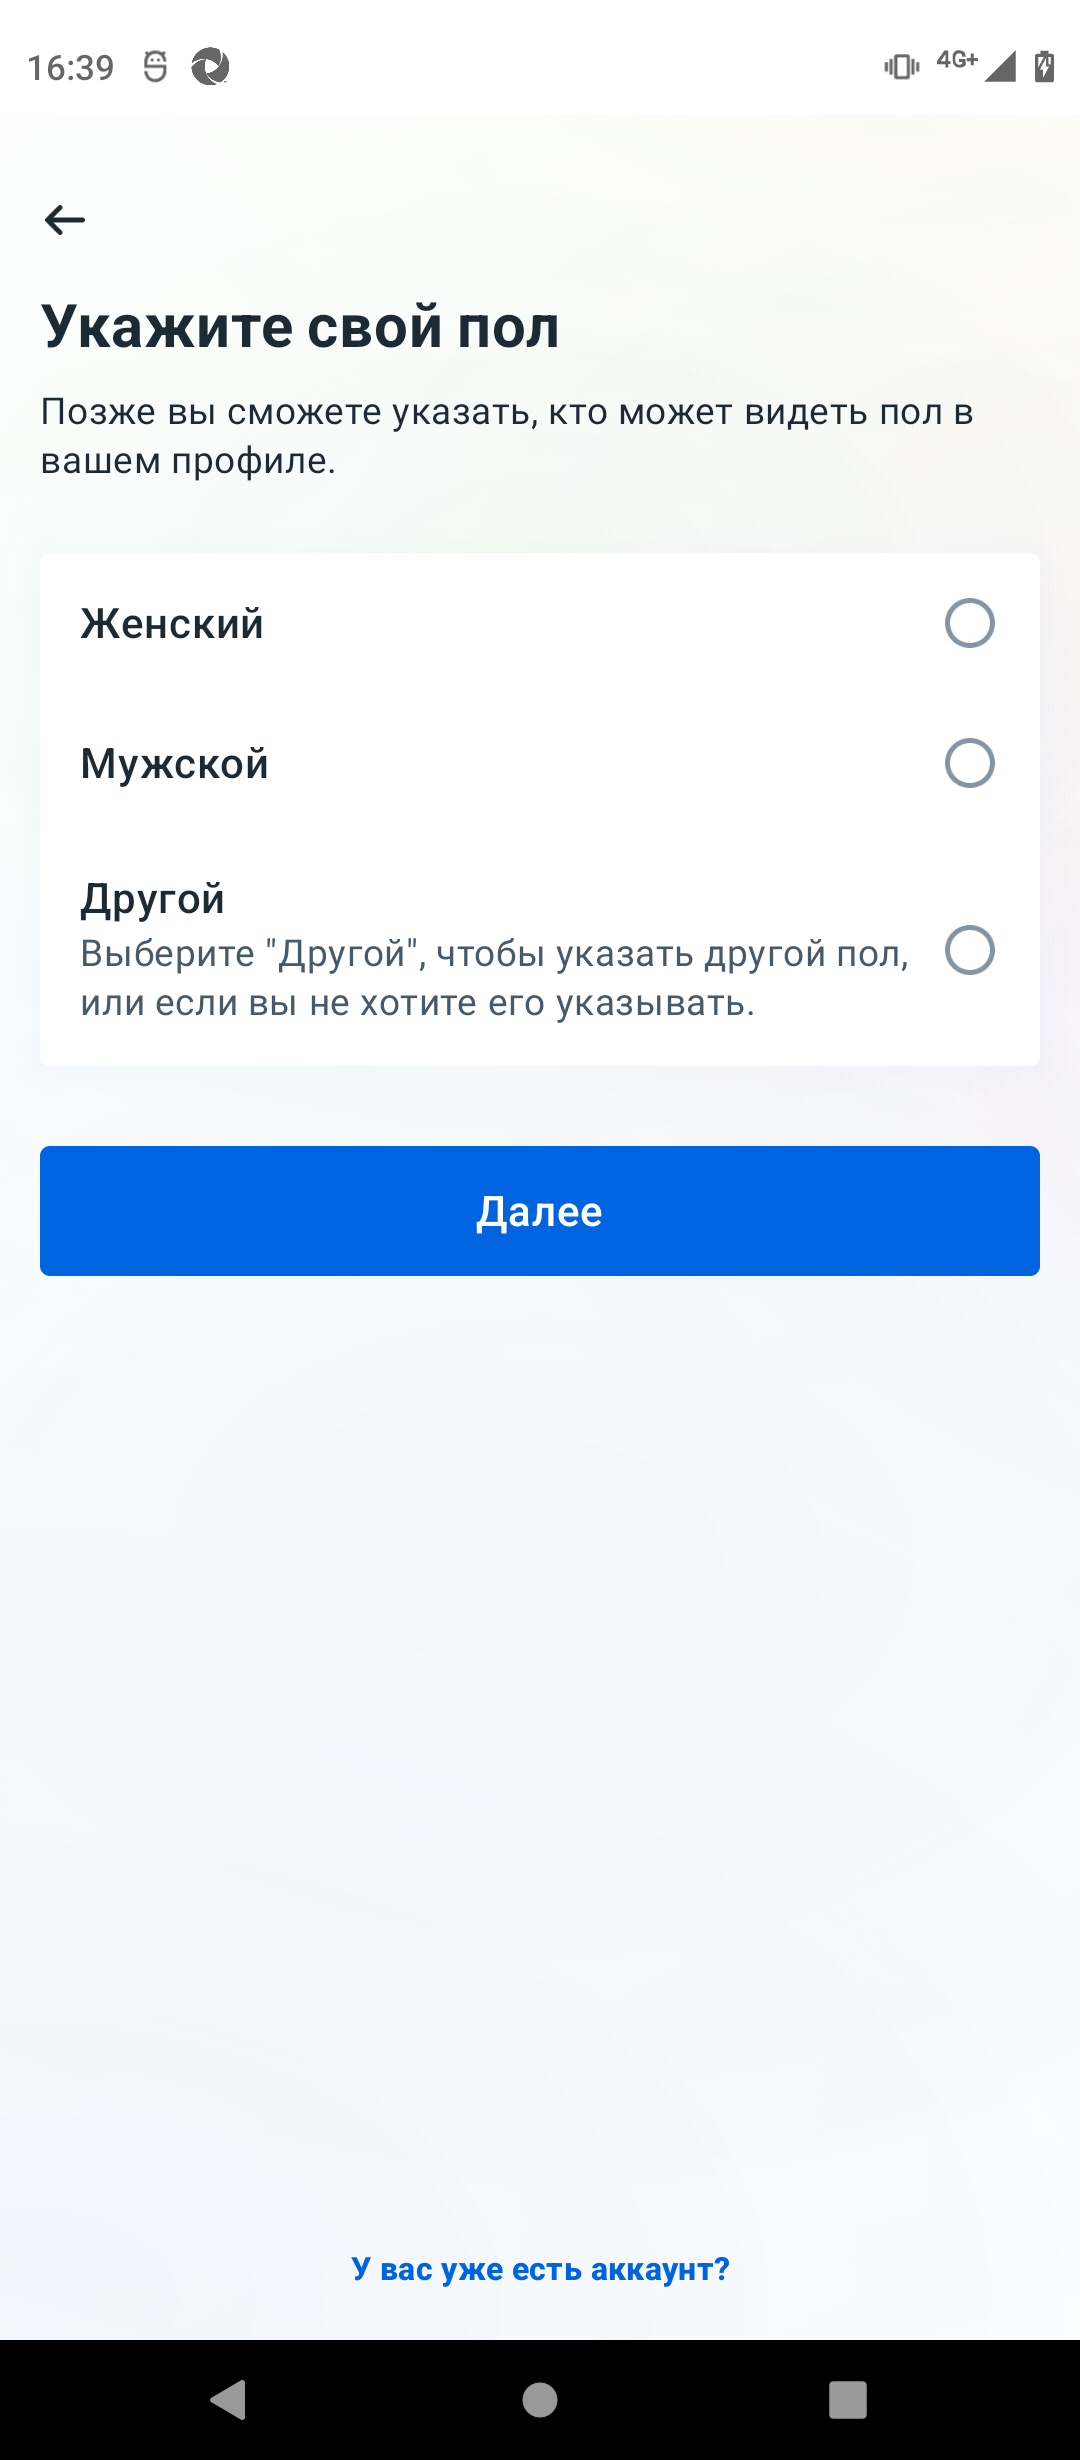 16:39
4G+
Укажите свой пол
Позже вы сможете указать, кто может видеть пол в
вашем профиле.
Женский
Мужской
Другой
Выберите "Другой", чтобы указать другой пол,
или если вы не хотите его указывать.
Далее
У вас уже есть аккаунт?